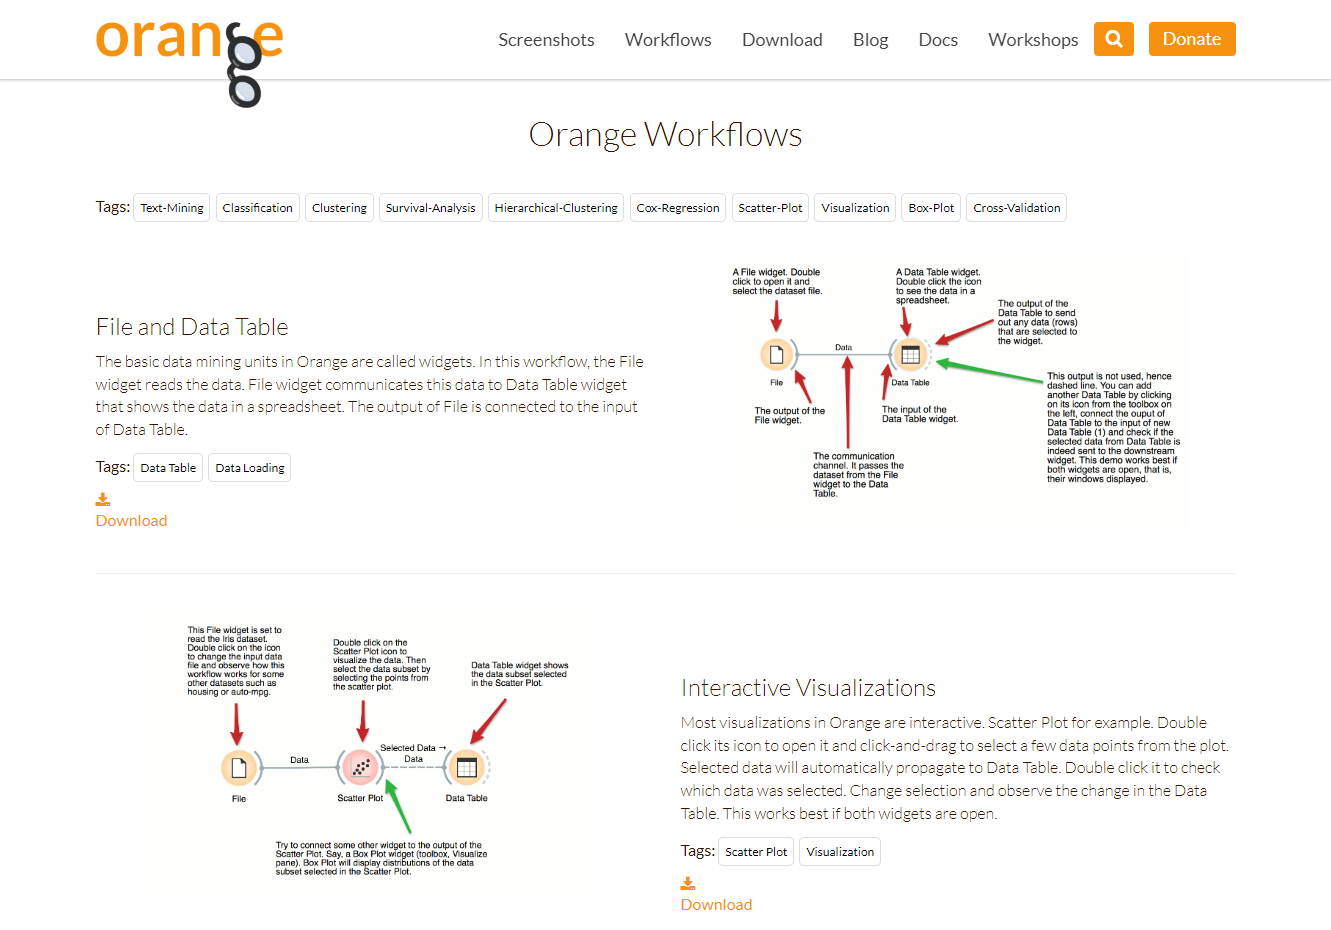 orange
Screenshots Workflows Download Blog Docs Workshops Donate
Orange Workflows
Tags: Text-Mining Classification Clustering Survival-Analysis Hierarchical-Clustering Cox-Regression Scatter-Plot Visualization Box-Plot Cross-Validation
File and Data Table
The basic data mining units in Orange are called widgets. In this workflow, the File
widget reads the data. File widget communicates this data to Data Table widget
that shows the data in a spreadsheet. The output of File is connected to the input
of Data Table.
Tags: Data Table Data Loading
Download
A File widget. Double
click to open it and
select the dataset file.
A Data Table widget.
Double click the icon
to see the data in a
spreadsheet.
The output of the
Data Table to send
out any data (rows)
that are selected to
the widget.
Data
File
Data Table
The output of the
File widget.
The input of the
Data Table widget.
The communication
channel. It passes the
dataset from the File
widget to the Data
Table.
This output is not used, hence
dashed line. You can add
another Data Table by clicking
on its icon from the toolbox on
the left, connect the ouput of
Data Table to the input of new
Data Table (1) and check if the
selected data from Data Table is
indeed sent to the downstream
widget. This demo works best if
both widgets are open, that is,
their windows displayed.
This File widget is set to
read the Iris dataset.
Double click on the icon
to change the input data
file and observe how this
workflow works for some
other datasets such as
housing or auto-mpg.
Double click on the
Scatter Plot icon to
visualize the data. Then
select the data subset by
selecting the points from
the scatter plot.
Data Table widget shows
the data subset selected
in the Scatter Plot.
Data
Selected Data →
Data
File
Scatter Plot
Data Table
Try to connect some other widget to the output of the
Scatter Plot. Say, a Box Plot widget (toolbox, Visualize
pane). Box Plot will display distributions of the data
subset selected in the Scatter Plot.
Interactive Visualizations
Most visualizations in Orange are interactive. Scatter Plot for example. Double
click its icon to open it and click-and-drag to select a few data points from the plot.
Selected data will automatically propagate to Data Table. Double click it to check
which data was selected. Change selection and observe the change in the Data
Table. This works best if both widgets are open.
Tags: Scatter Plot Visualization
Download